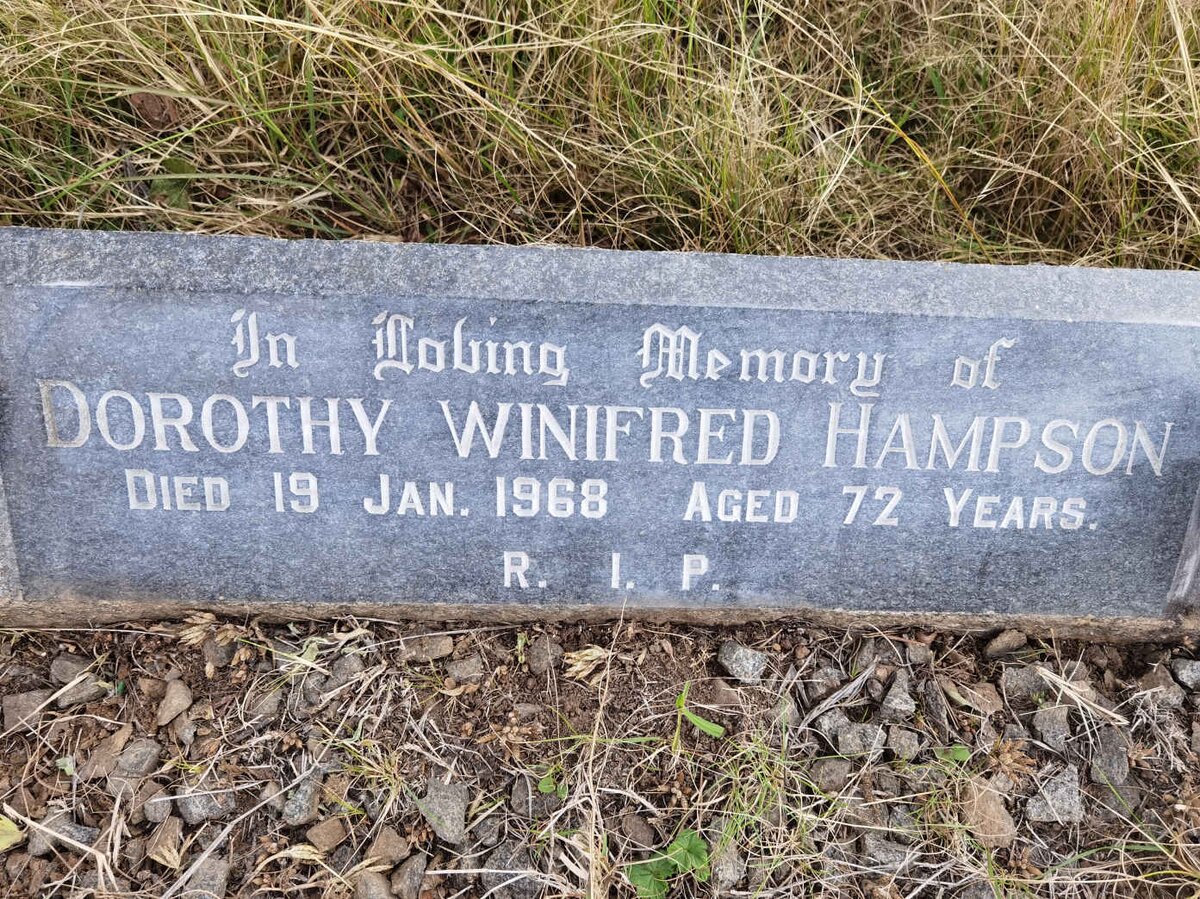 In Loving Memory of
DOROTHY WINIFRED HAMPSON
DIED 19 JAN. 1968 AGED 72 YEARS.
R. I. P.